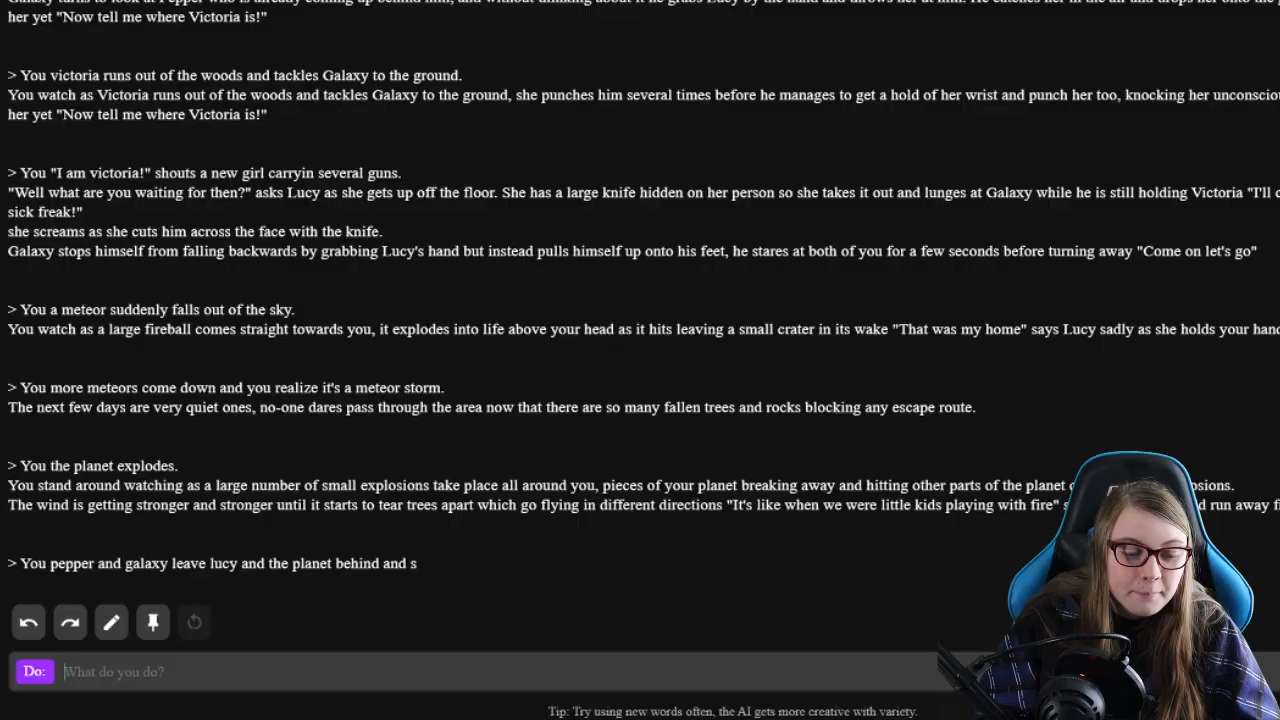 her yet "Now tell me where Victoria is!"
> You victoria runs out of the woods and tackles Galaxy to the ground.
You watch as Victoria runs out of the woods and tackles Galaxy to the ground, she punches him several times before he manages to get a hold of her wrist and punch her too, knocking her
her yet "Now tell me where Victoria is!"
> You "I am victoria!" shouts a new girl carryin several guns.
"Well what are you waiting for then?" asks Lucy as she gets up off the floor. She has a large knife hidden on her person so she takes it out and lunges at Galaxy while he is still holding Victoria "I'll
sick freak!"
she screams as she cuts him across the face with the knife.
Galaxy stops himself from falling backwards by grabbing Lucy's hand but instead pulls himself up onto his feet, he stares at both of you for a few seconds before turning away "Come on let's go"
> You a meteor suddenly falls out of the sky.
You watch as a large fireball comes straight towards you, it explodes into life above your head as it hits leaving a small crater in its wake "That was my home" says Lucy sadly as she holds your
> You more meteors come down and you realize it's a meteor storm.
The next few days are very quiet ones, no-one dares pass through the area now that there are so many fallen trees and rocks blocking any escape route.
> You the planet explodes.
You stand around watching as a large number of small explosions take place all around you, pieces of your planet breaking away and hitting other parts of the planet
The wind is getting stronger and stronger until it starts to tear trees apart which go flying in different directions "It's like when we were little kids playing with fire" run away
> You pepper and galaxy leave lucy and the planet behind and s
Do: What do you do?
Tip: Try using new words often, the AI gets more creative with variety.